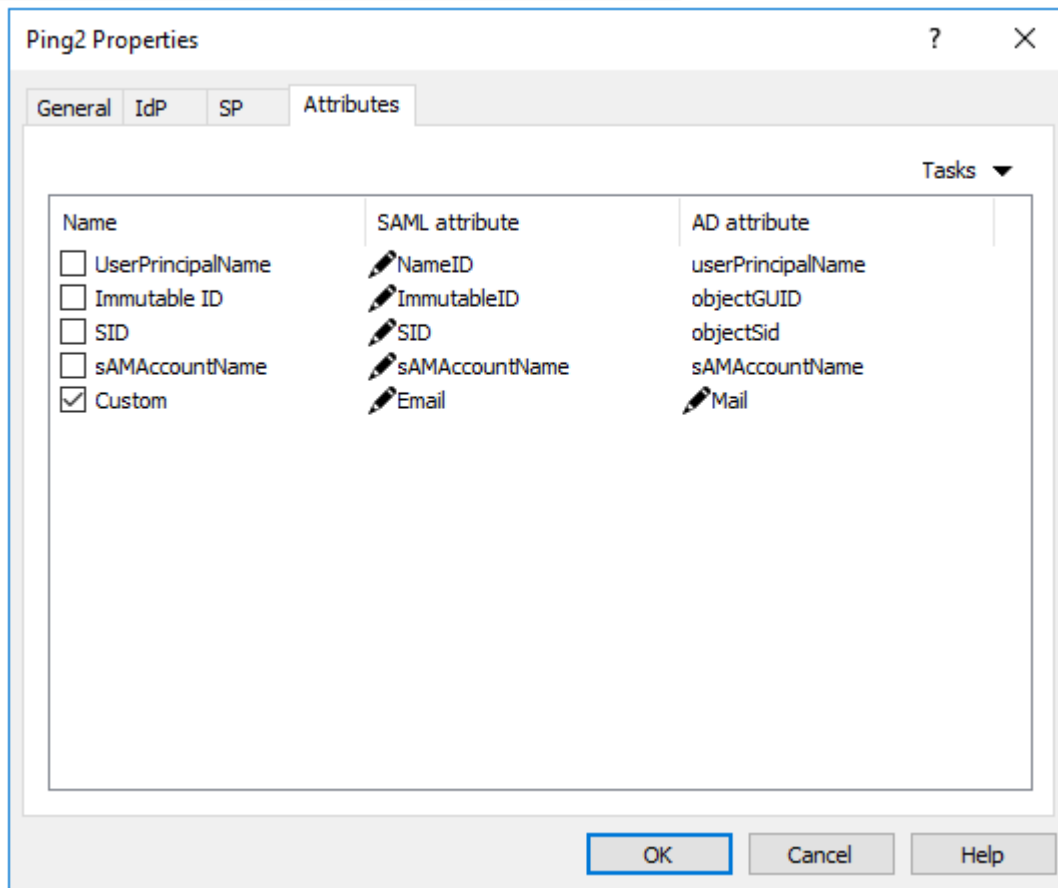 Ping2 Properties ?
General IdP SP Attributes
Tasks
Name SAML attribute AD attribute
UserPrincipalName NameID userPrincipalName
Immutable ID ImmutableID objectGUID
SID SID objectSid
sAMAccountName sAMAccountName sAMAccountName
Custom Email Mail
OK Cancel Help